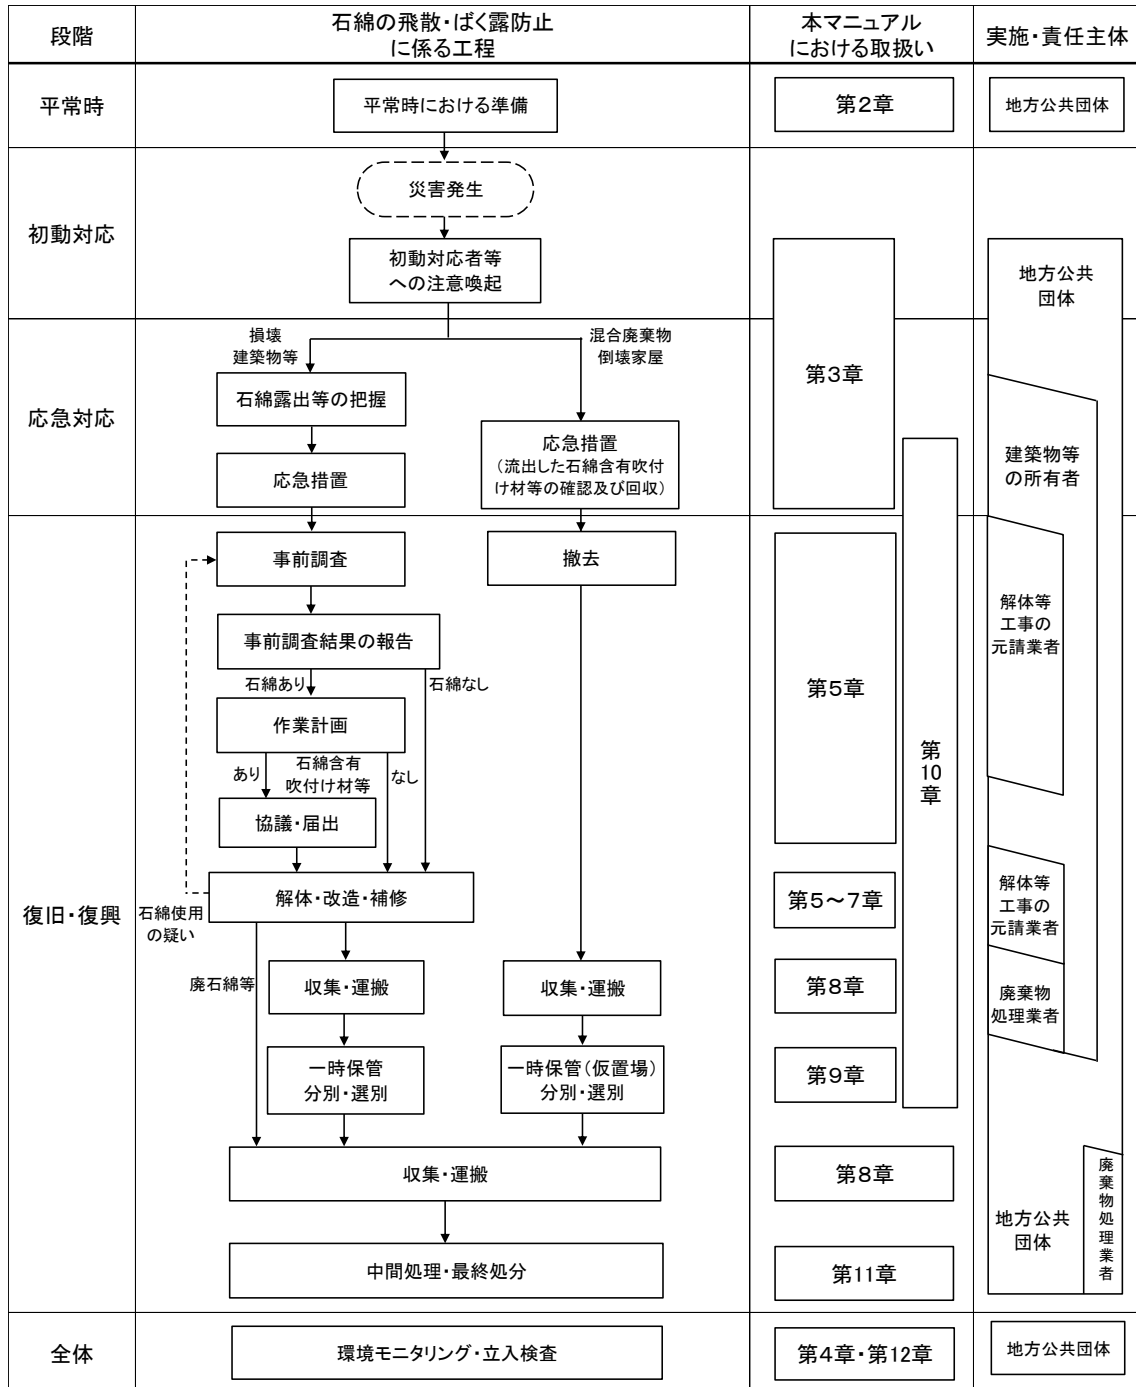 段階
石綿の飛散・ばく露防止
に係る工程
本マニュアル
における取扱い
実施・責任主体
平常時
平常時における準備
第2章
地方公共団体
初動対応
災害発生
初動対応者等
への注意喚起
地方公共
団体
応急対応
損壊
建築物等
混合廃棄物
倒壊家屋
石綿露出等の把握
応急措置
応急措置
(流出した石綿含有吹付
け材等の確認及び回収)
第3章
建築物等
の所有者
復旧・復興
事前調査
撤去
事前調査結果の報告
石綿あり
石綿なし
作業計画
あり
石綿含有
吹付け材等
なし
協議・届出
解体・改造・補修
石綿使用
の疑い
廃石綿等
収集・運搬
収集・運搬
一時保管
分別・選別
一時保管(仮置場)
分別・選別
収集・運搬
中間処理・最終処分
第5章
第10章
第5～7章
第8章
第9章
第8章
第11章
解体等
工事の
元請業者
解体等
工事の
元請業者
廃棄物
処理業者
廃棄物処理業者
地方公共
団体
全体
環境モニタリング・立入検査
第4章・第12章
地方公共団体